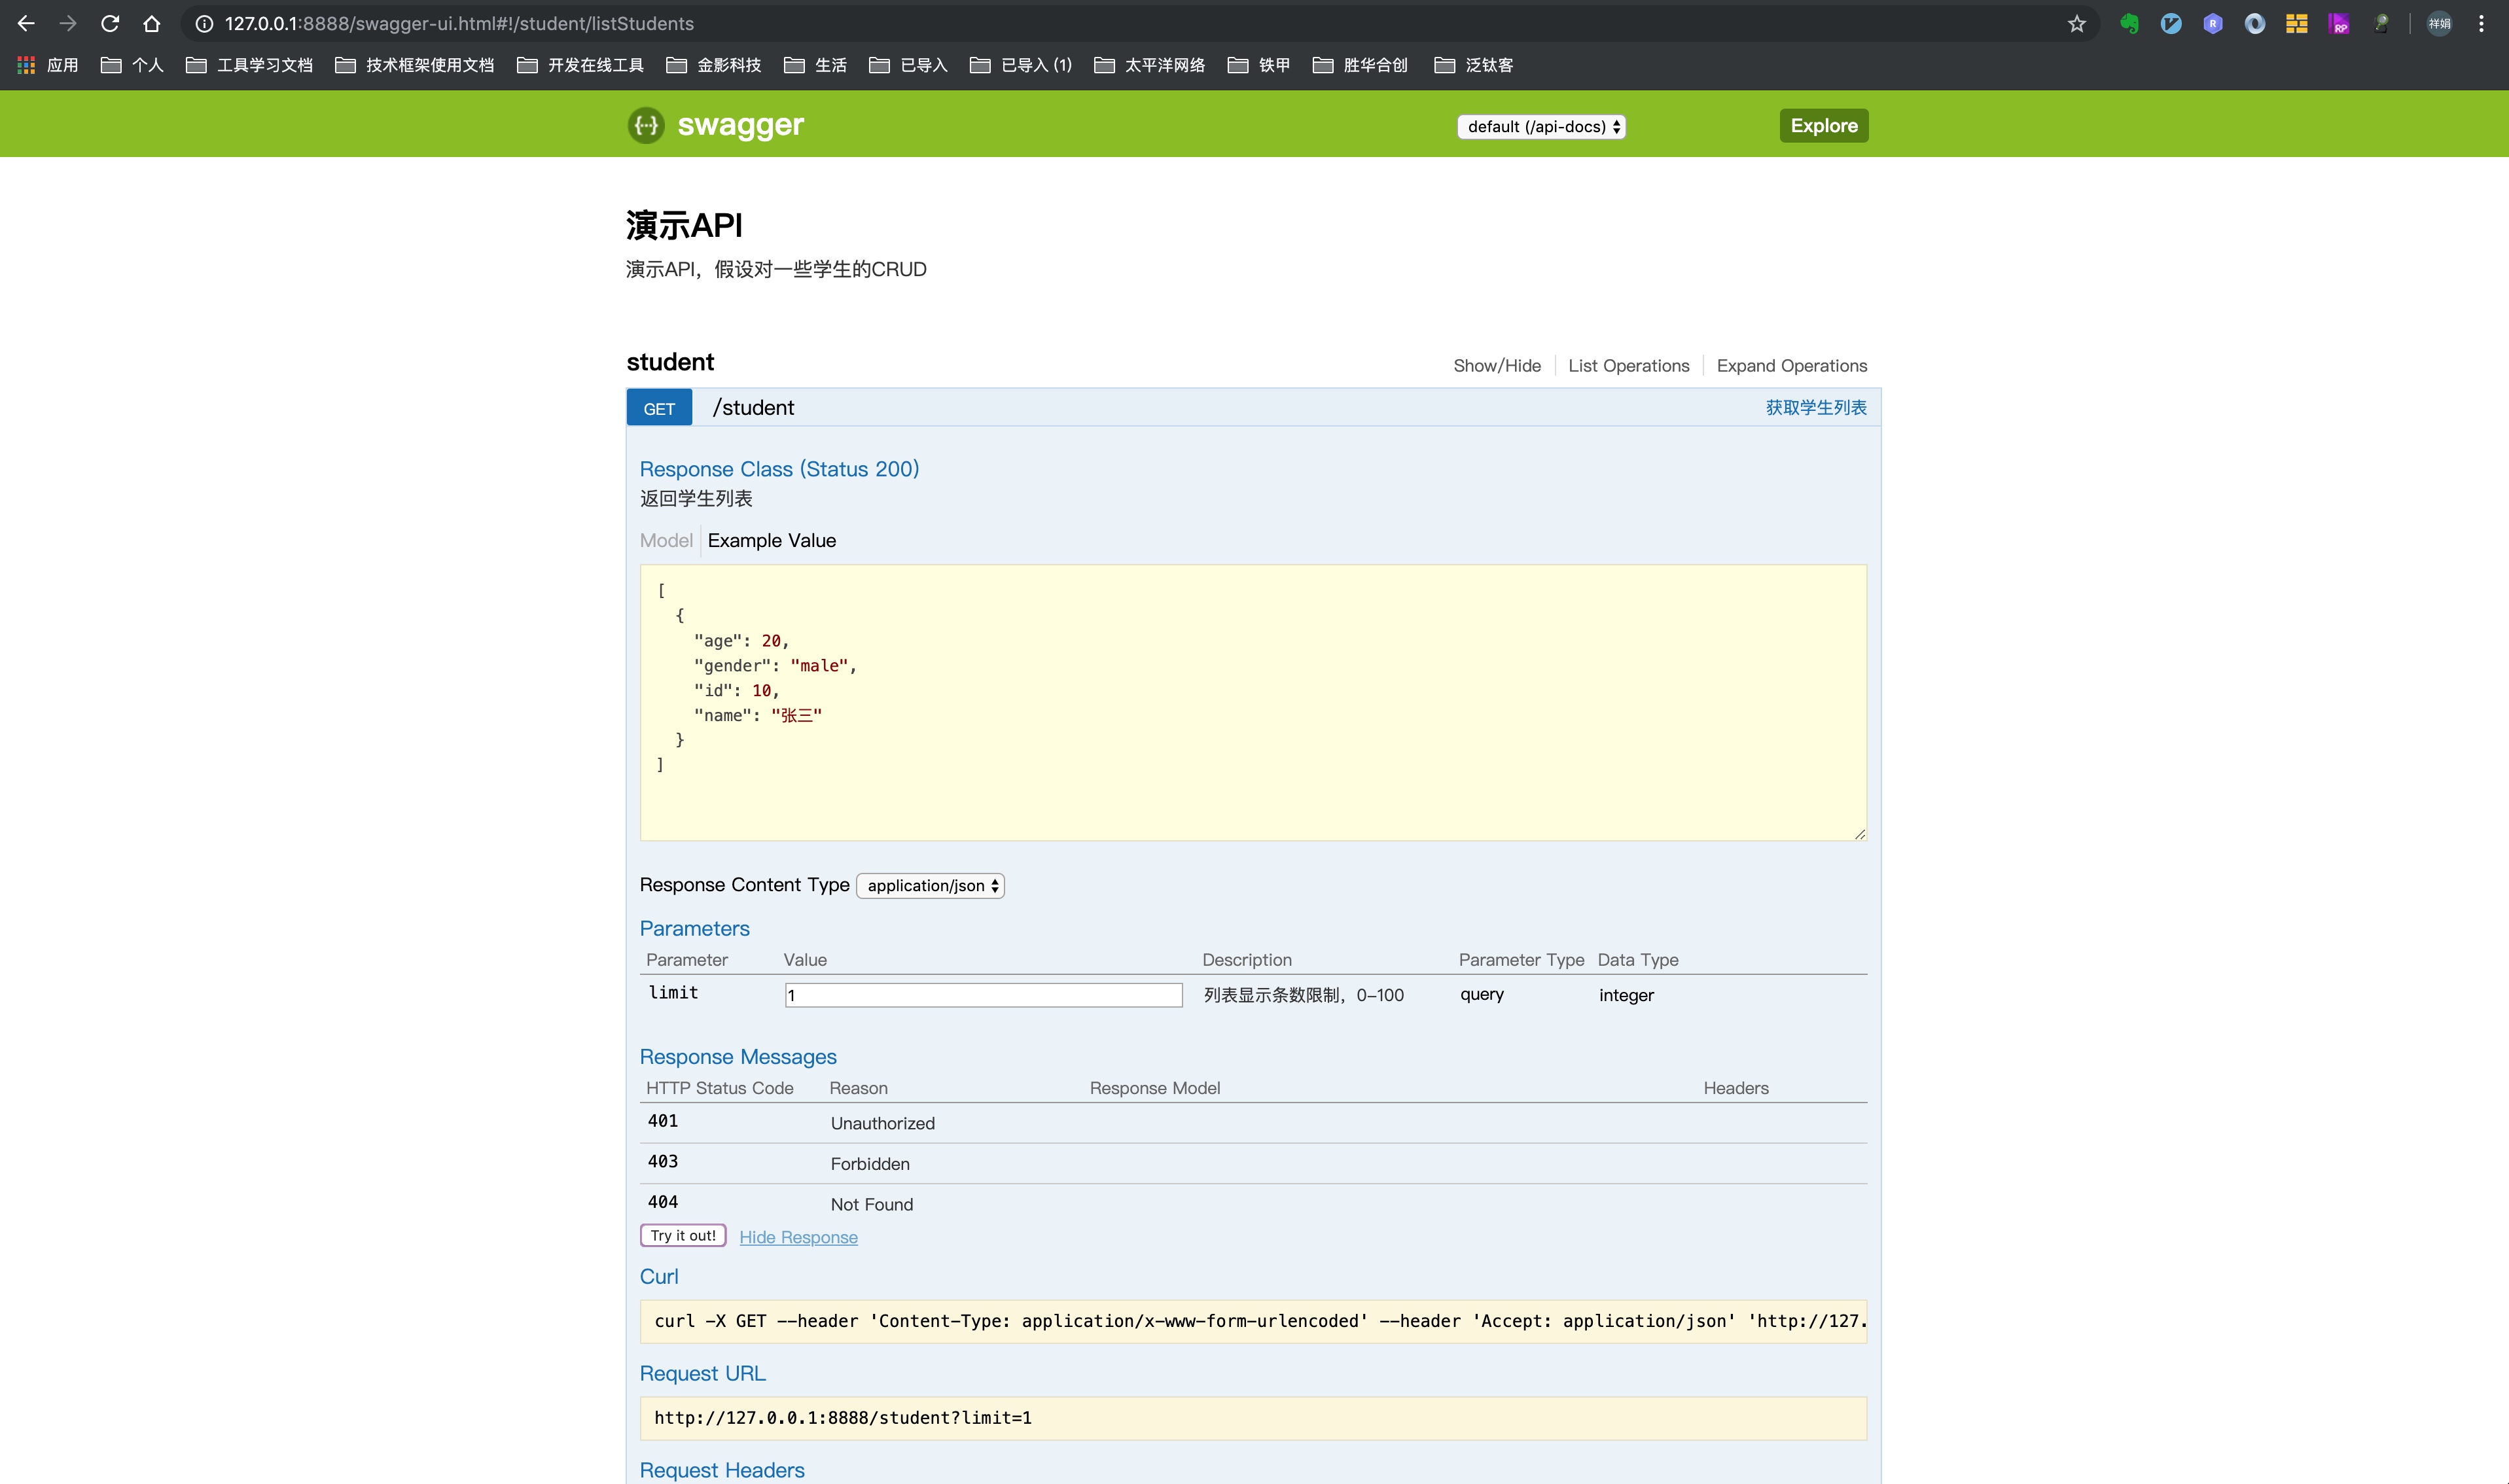 127.0.0.1:8888/swagger-ui.html#!/student/listStudents
祥娟
应用 个人 工具学习文档 技术框架使用文档 开发在线工具 金影科技 生活 已导入 已导入 (1) 太平洋网络 铁甲 胜华合创 泛钛客
{...} swagger default (/api-docs) Explore
演示API
演示API，假设对一些学生的CRUD
student Show/Hide List Operations Expand Operations
GET /student 获取学生列表
Response Class (Status 200)
返回学生列表
Model Example Value
[
{
"age": 20,
"gender": "male",
"id": 10,
"name": "张三"
}
]
Response Content Type application/json
Parameters
Parameter Value Description Parameter Type Data Type
limit 1 列表显示条数限制，0-100 query integer
Response Messages
HTTP Status Code Reason Response Model Headers
401 Unauthorized
403 Forbidden
404 Not Found
Try it out! Hide Response
Curl
curl -X GET --header 'Content-Type: application/x-www-form-urlencoded' --header 'Accept: application/json' 'http://127.
Request URL
http://127.0.0.1:8888/student?limit=1
Request Headers